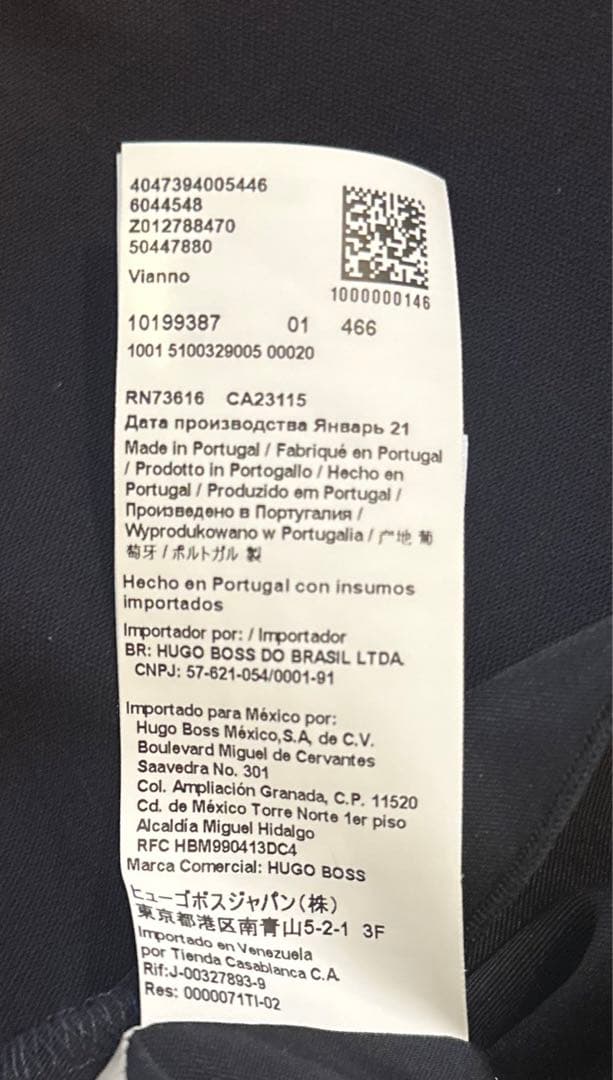 4047394005446
6044548
Z012788470
50447880
Vianno
1000000146
10199387 01 466
1001 5100329005 00020
RN73616 CA23115
Дата производства Январь 21
Made in Portugal / Fabriqué en Portugal
/ Prodotto in Portogallo / Hecho en
Portugal / Produzido em Portugal /
Произведено в Португалия /
Wyprodukowano w Portugalia / 产地 葡
萄牙 / ポルトガル 製
Hecho en Portugal con insumos
importados
Importador por: / Importador
BR: HUGO BOSS DO BRASIL LTDA.
CNPJ: 57-621-054/0001-91
Importado para México por:
Hugo Boss México,S.A. de C.V.
Boulevard Miguel de Cervantes
Saavedra No. 301
Col. Ampliación Granada, C.P. 11520
Cd. de México Torre Norte 1er piso
Alcaldía Miguel Hidalgo
RFC HBM990413DC4
Marca Comercial: HUGO BOSS
ヒューゴボスジャパン(株)
東京都港区南青山5-2-1 3F
Importado en Venezuela
por Tienda Casablanca C.A.
Rif:J-00327893-9
Res: 0000071TI-02